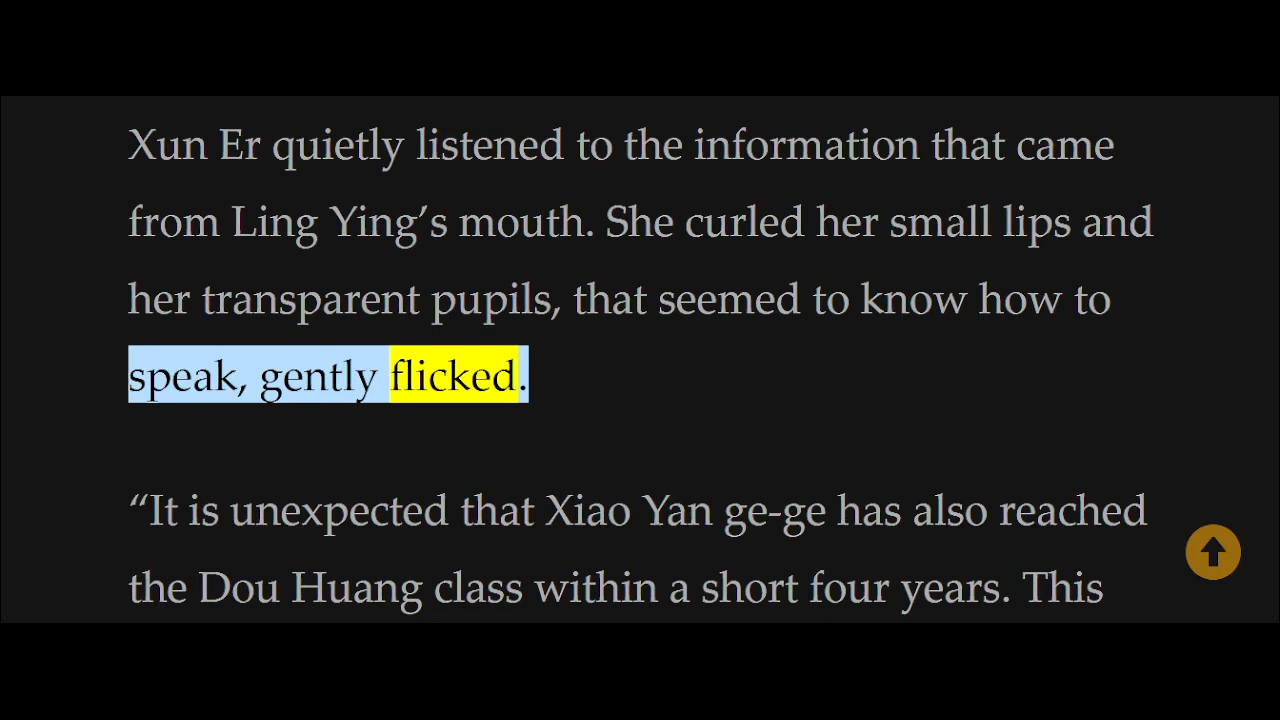 Xun Er quietly listened to the information that came
from Ling Ying’s mouth. She curled her small lips and
her transparent pupils, that seemed to know how to
speak, gently flicked.
“It is unexpected that Xiao Yan ge-ge has also reached
the Dou Huang class within a short four years. This